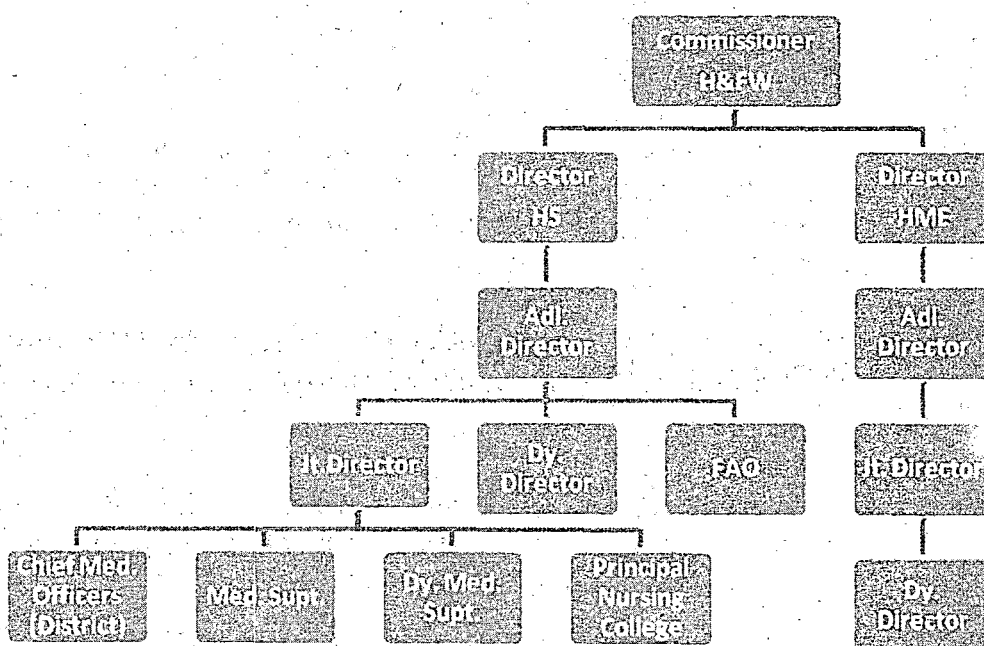 Commissioner
H&FW
Director
HS
Director
HME
Adl.
Director
Adl.
Director
Jt.Director
Dy.
Director
FAO
Jt.Director
Chief Med.
Officers
(District)
Med. Supt.
Dy. Med.
Supt.
Principal
Nursing
College
Dy.
Director